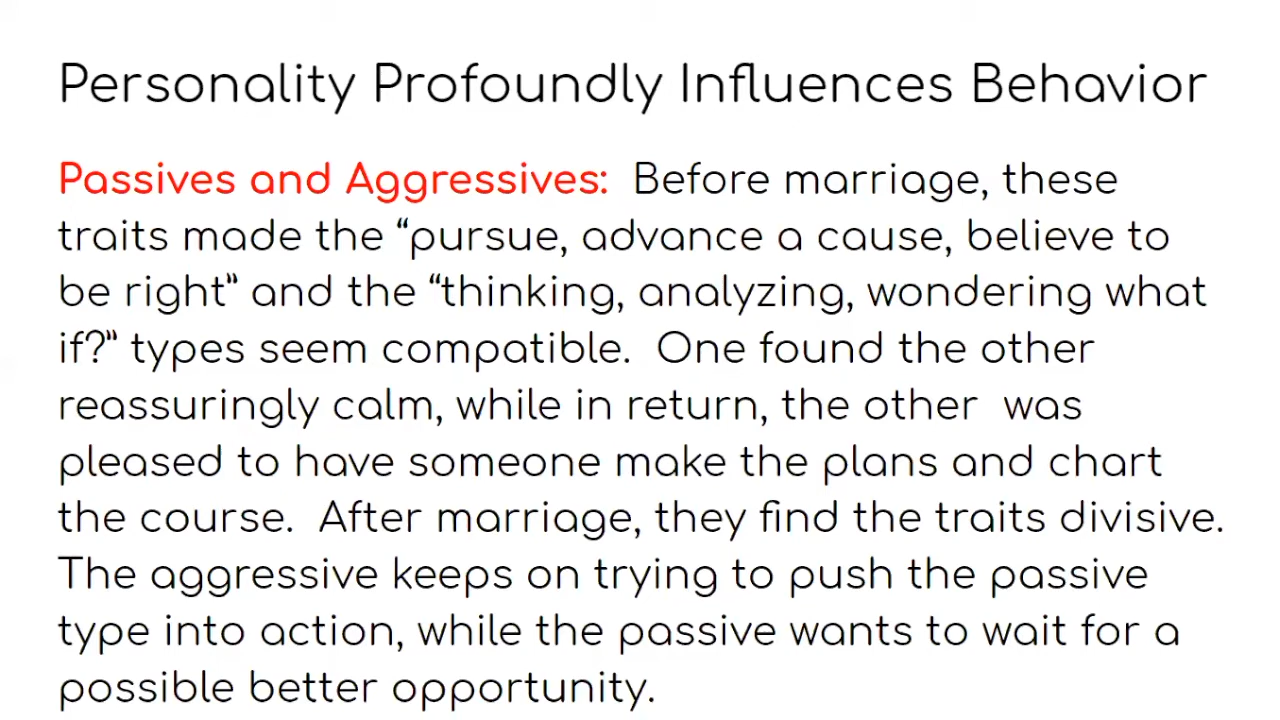 Personality Profoundly Influences Behavior
Passives and Aggressives:  Before marriage, these
traits made the “pursue, advance a cause, believe to
be right” and the “thinking, analyzing, wondering what
if?” types seem compatible.  One found the other
reassuringly calm, while in return, the other  was
pleased to have someone make the plans and chart
the course.  After marriage, they find the traits divisive.
The aggressive keeps on trying to push the passive
type into action, while the passive wants to wait for a
possible better opportunity.